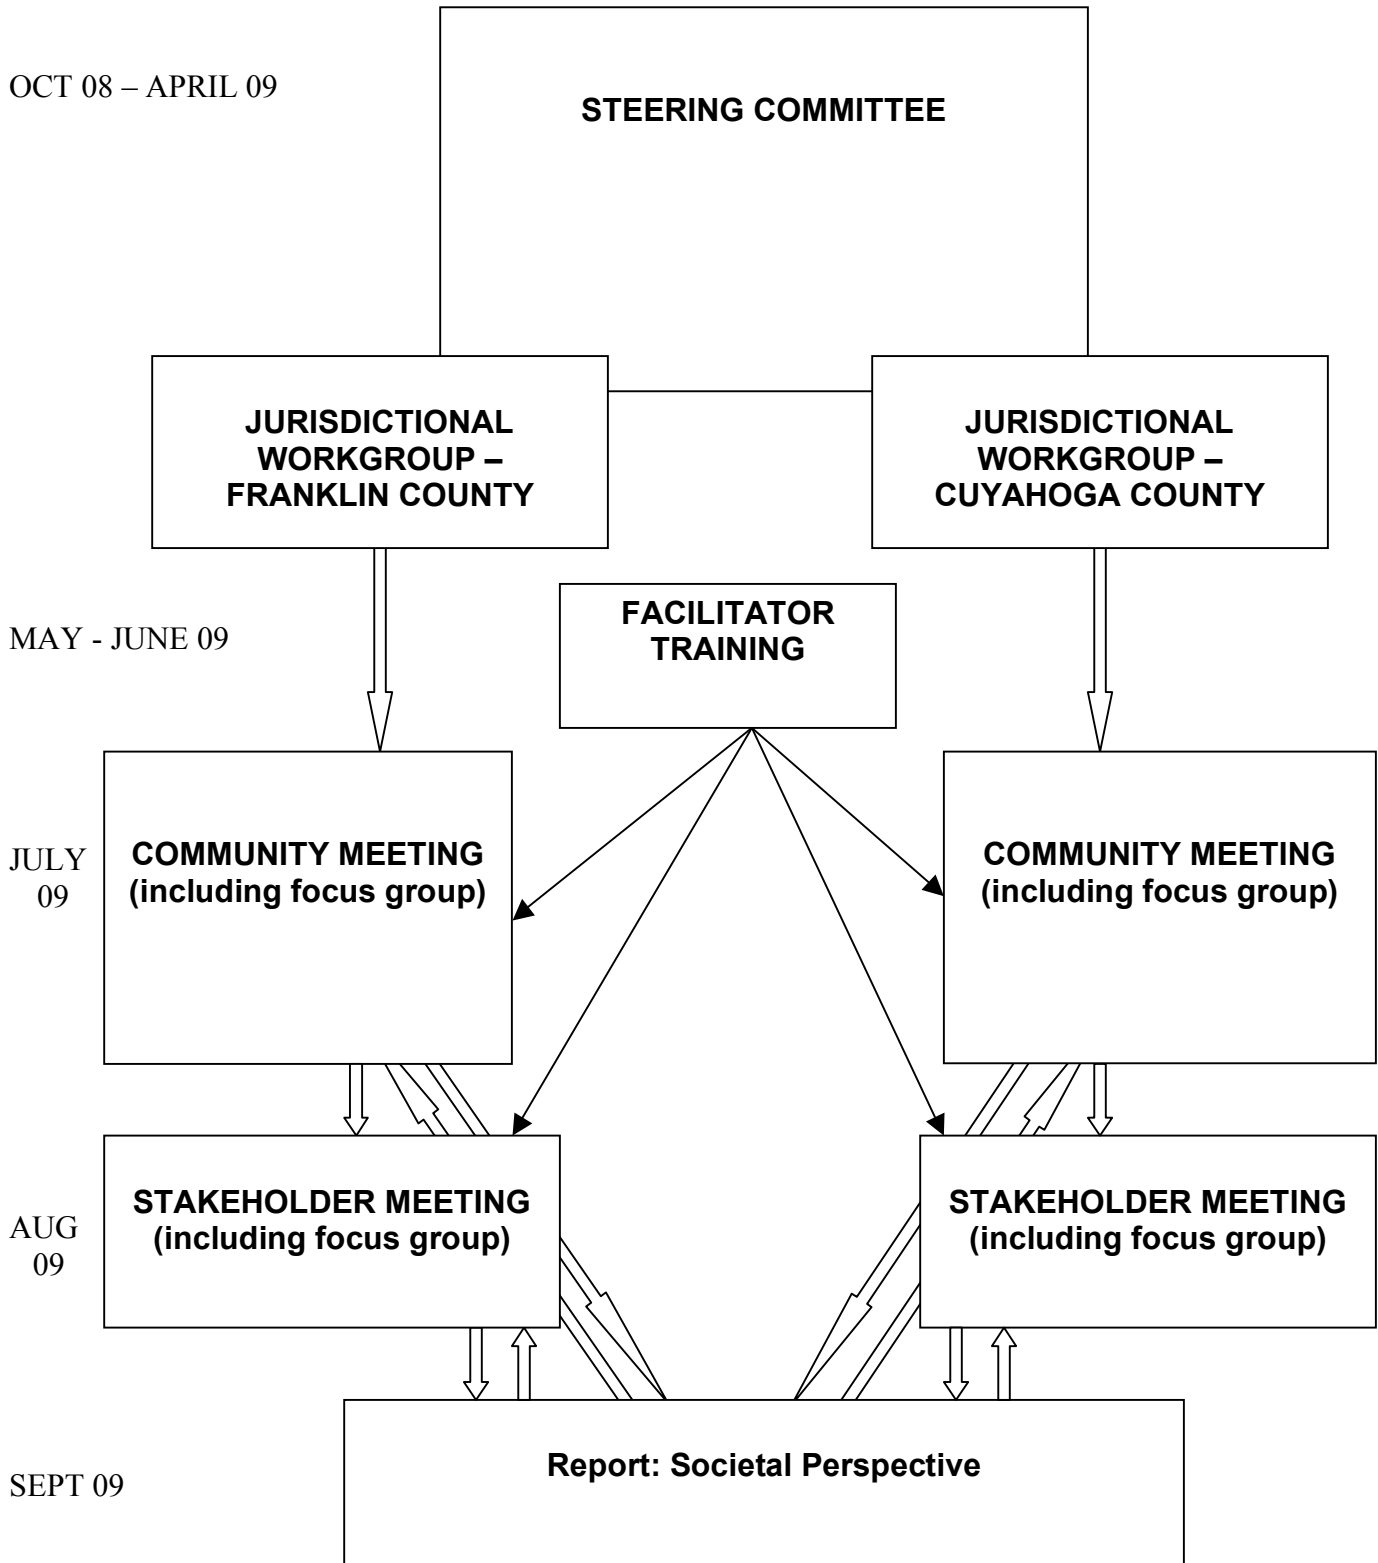 OCT 08 – APRIL 09
STEERING COMMITTEE
JURISDICTIONAL
WORKGROUP –
FRANKLIN COUNTY
JURISDICTIONAL
WORKGROUP –
CUYAHOGA COUNTY
MAY - JUNE 09
FACILITATOR
TRAINING
JULY
09
COMMUNITY MEETING
(including focus group)
COMMUNITY MEETING
(including focus group)
AUG
09
STAKEHOLDER MEETING
(including focus group)
STAKEHOLDER MEETING
(including focus group)
SEPT 09
Report: Societal Perspective